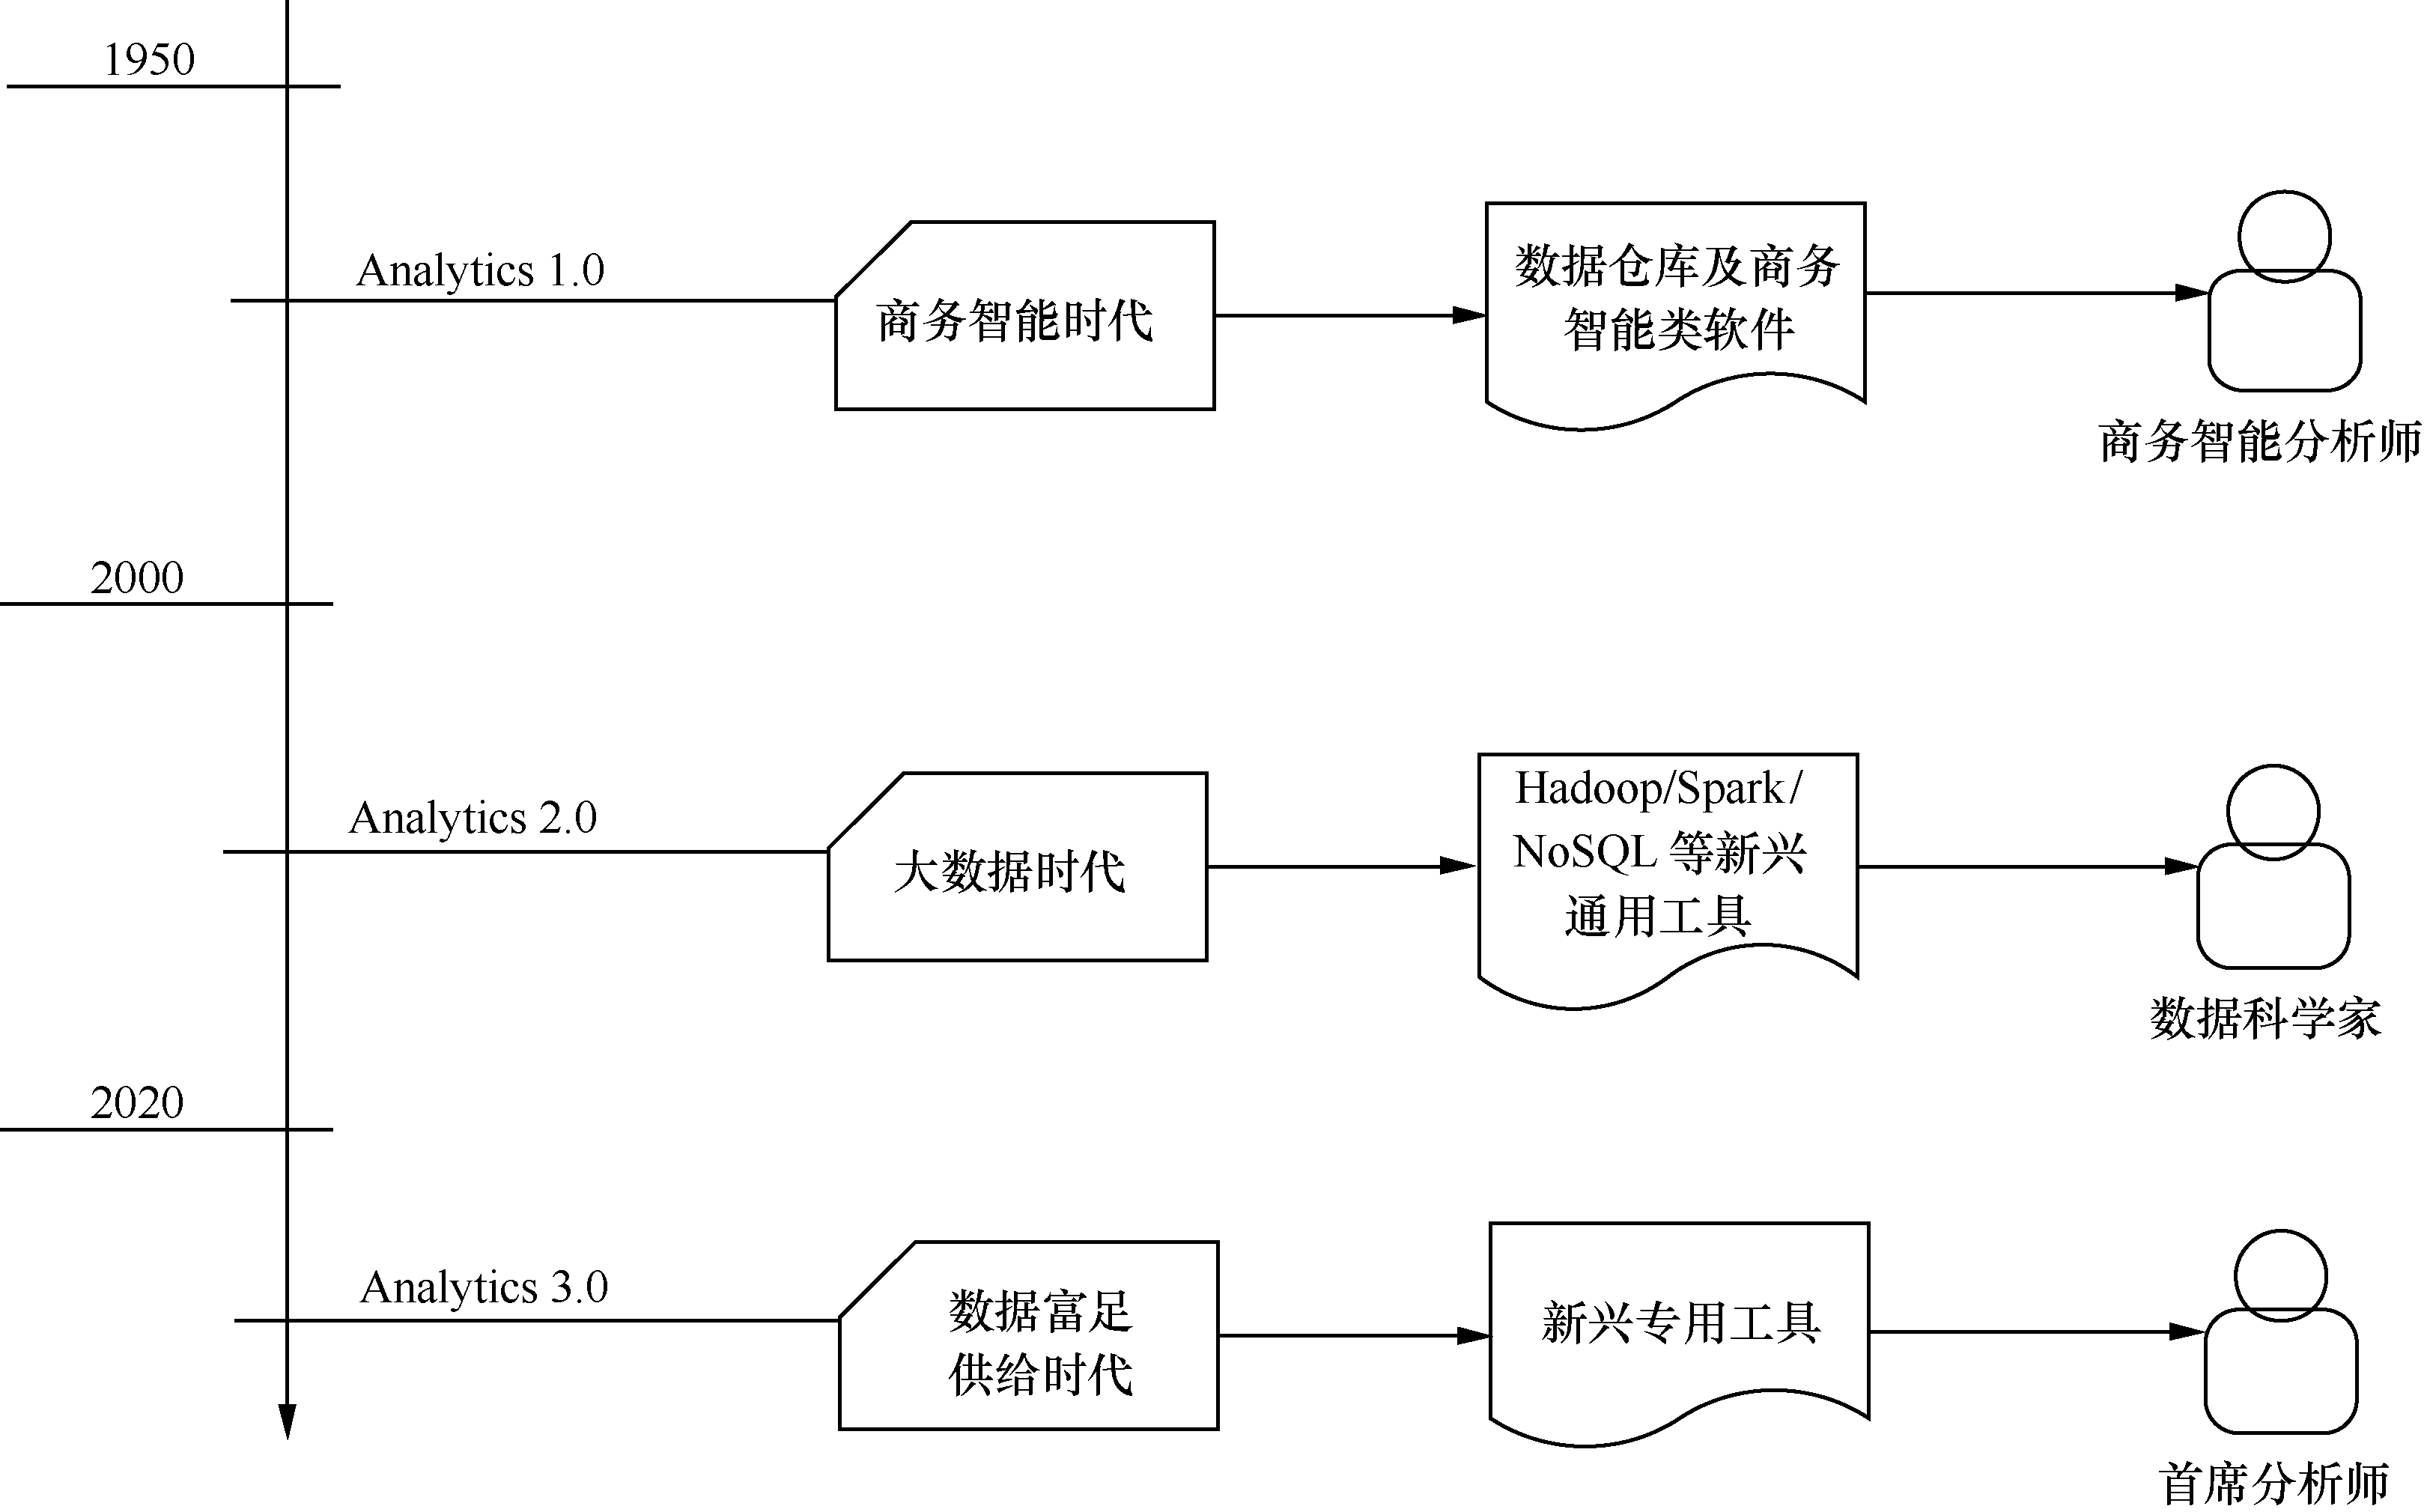 1950
Analytics 1.0
商务智能时代
数据仓库及商务
智能类软件
商务智能分析师
2000
Analytics 2.0
大数据时代
Hadoop/Spark/
NoSQL 等新兴
通用工具
数据科学家
2020
Analytics 3.0
数据富足
供给时代
新兴专用工具
首席分析师